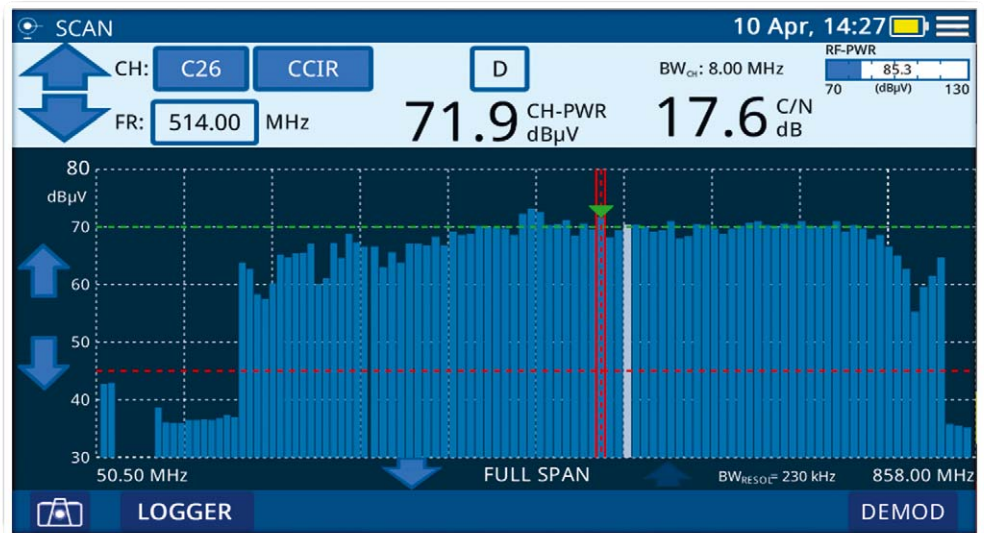 SCAN 10 Apr, 14:27
CH: C26 CCIR D BWCH: 8.00 MHz RF-PWR
85.3
70 (dBµV) 130
FR: 514.00 MHz 71.9 CH-PWR dBµV 17.6 C/N dB
80
dBµV
70
60
50
40
30
50.50 MHz FULL SPAN BWRESOL= 230 kHz 858.00 MHz
LOGGER DEMOD